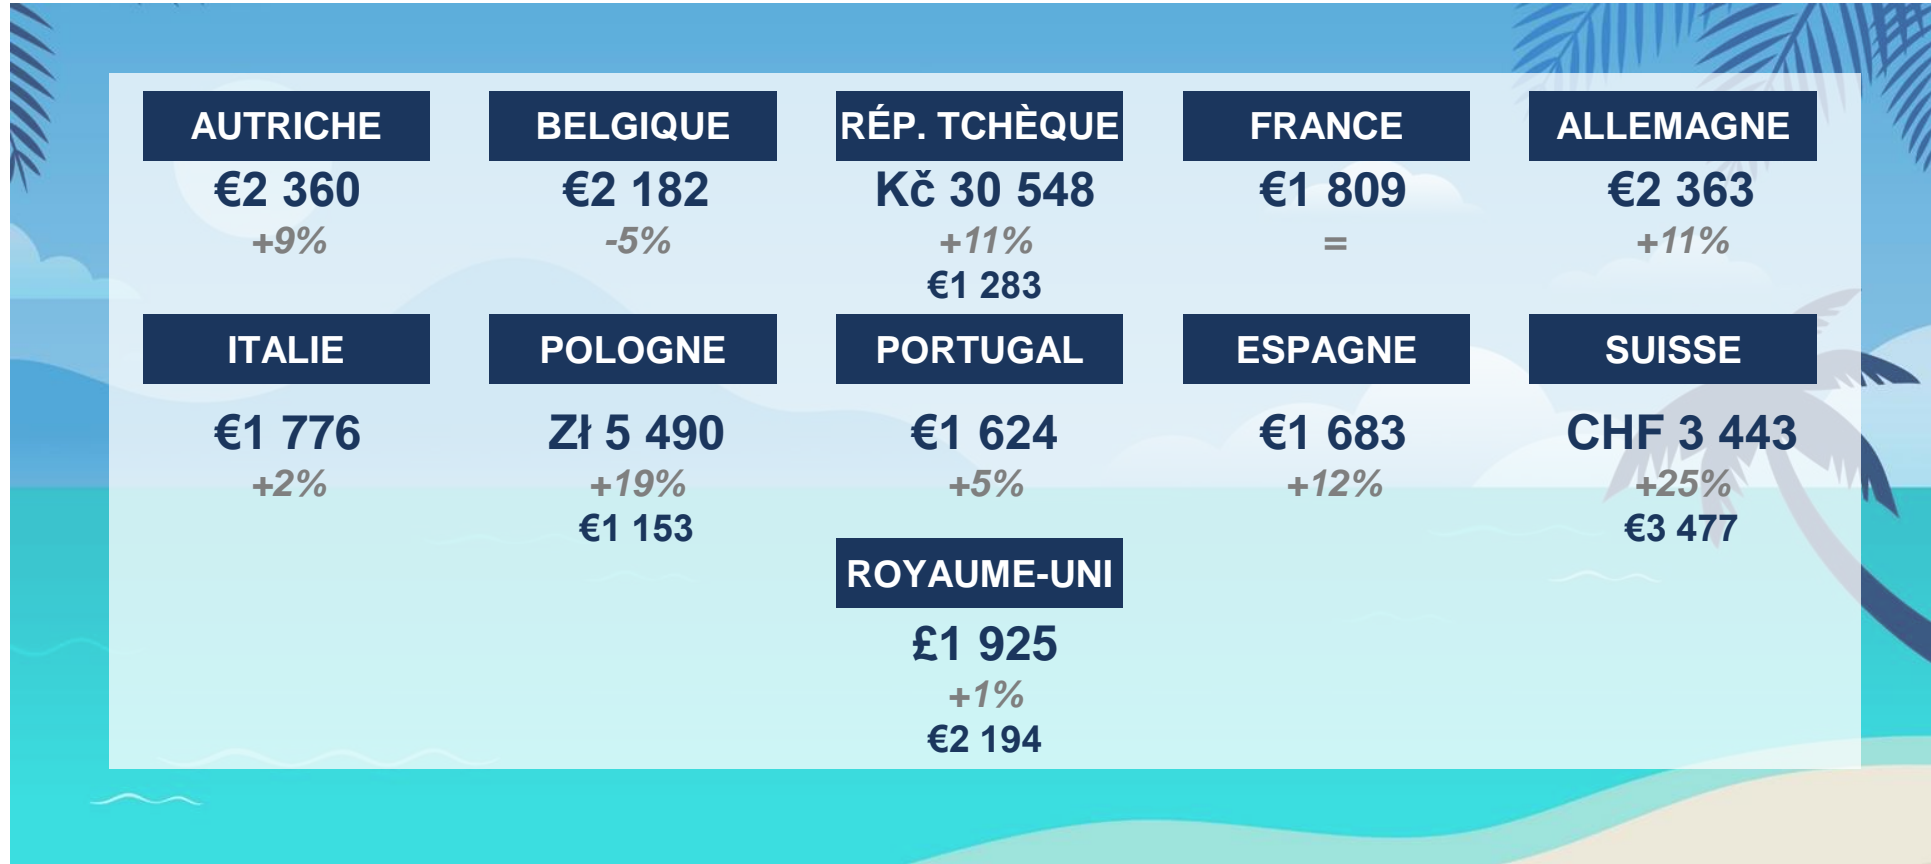 AUTRICHE
€2 360
+9%
BELGIQUE
€2 182
-5%
RÉP. TCHÈQUE
Kč 30 548
+11%
€1 283
FRANCE
€1 809
=
ALLEMAGNE
€2 363
+11%
ITALIE
€1 776
+2%
POLOGNE
Zł 5 490
+19%
€1 153
PORTUGAL
€1 624
+5%
ESPAGNE
€1 683
+12%
SUISSE
CHF 3 443
+25%
€3 477
ROYAUME-UNI
£1 925
+1%
€2 194